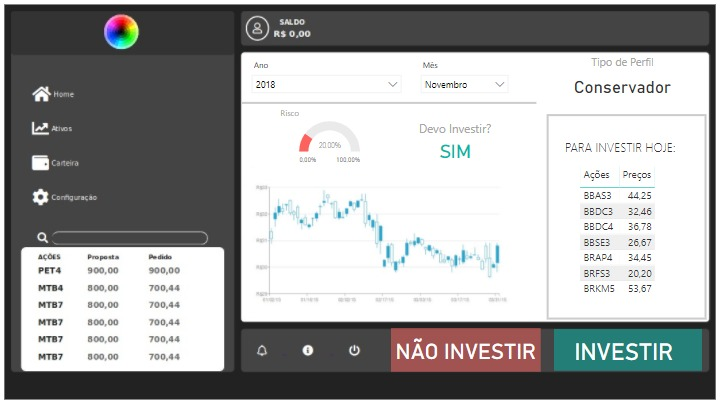 SALDO
R$ 0,00
Home
Ativos
Carteira
Configuração
AÇÕES Proposta Pedido
PET4 900,00 900,00
MTB4 800,00 700,44
MTB7 800,00 700,44
MTB7 800,00 700,44
MTB7 800,00 700,44
MTB7 800,00 700,44
Ano Mês
2018 Novembro
Risco
20.00%
0.00% 100.00%
Devo Investir?
SIM
Tipo de Perfil
Conservador
PARA INVESTIR HOJE:
Ações Preços
BBAS3 44,25
BBDC3 32,46
BBDC4 36,78
BBSE3 26,67
BRAP4 34,45
BRFS3 20,20
BRKM5 53,67
NÃO INVESTIR
INVESTIR